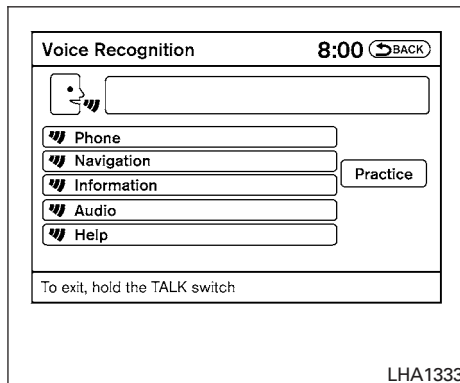 Voice Recognition 8:00 BACK
Phone
Navigation
Practice
Information
Audio
Help
To exit, hold the TALK switch
LHA1333